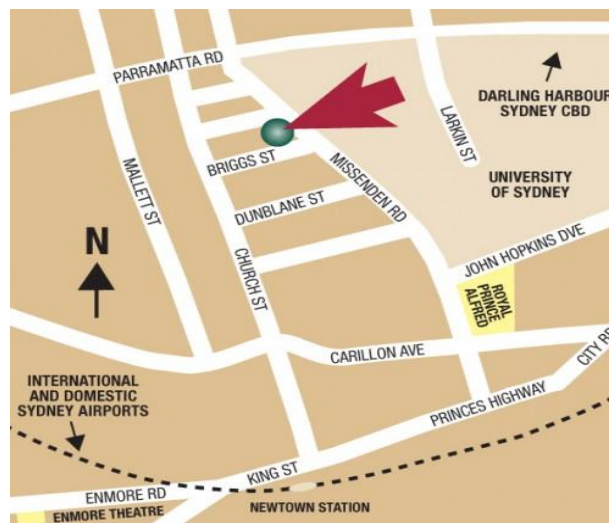 PARRAMATTA RD
DARLING HARBOUR
SYDNEY CBD
LARKIN ST
BRIGGS ST
MISSENDEN RD
UNIVERSITY
OF SYDNEY
MALLETT ST
DUNBLANE ST
N
CHURCH ST
JOHN HOPKINS DVE
ROYAL
PRINCE
ALFRED
CARILLON AVE
CITY RD
INTERNATIONAL
AND DOMESTIC
SYDNEY AIRPORTS
PRINCES HIGHWAY
KING ST
ENMORE RD
ENMORE THEATRE
NEWTOWN STATION